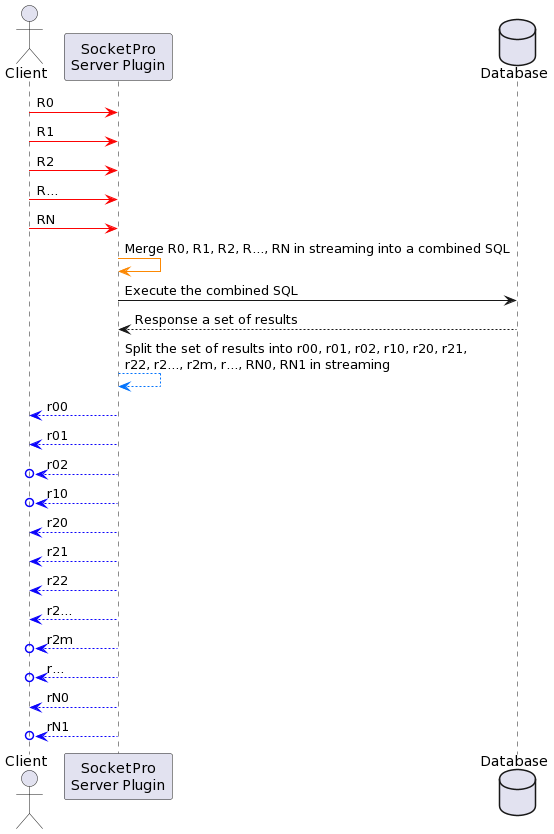 Client
SocketPro
Server Plugin
Database
R0
R1
R2
R...
RN
Merge R0, R1, R2, R..., RN in streaming into a combined SQL
Execute the combined SQL
Response a set of results
Split the set of results into r00, r01, r02, r10, r20, r21,
r22, r2..., r2m, r..., RN0, RN1 in streaming
r00
r01
r02
r10
r20
r21
r22
r2...
r2m
r...
rN0
rN1
Client
SocketPro
Server Plugin
Database